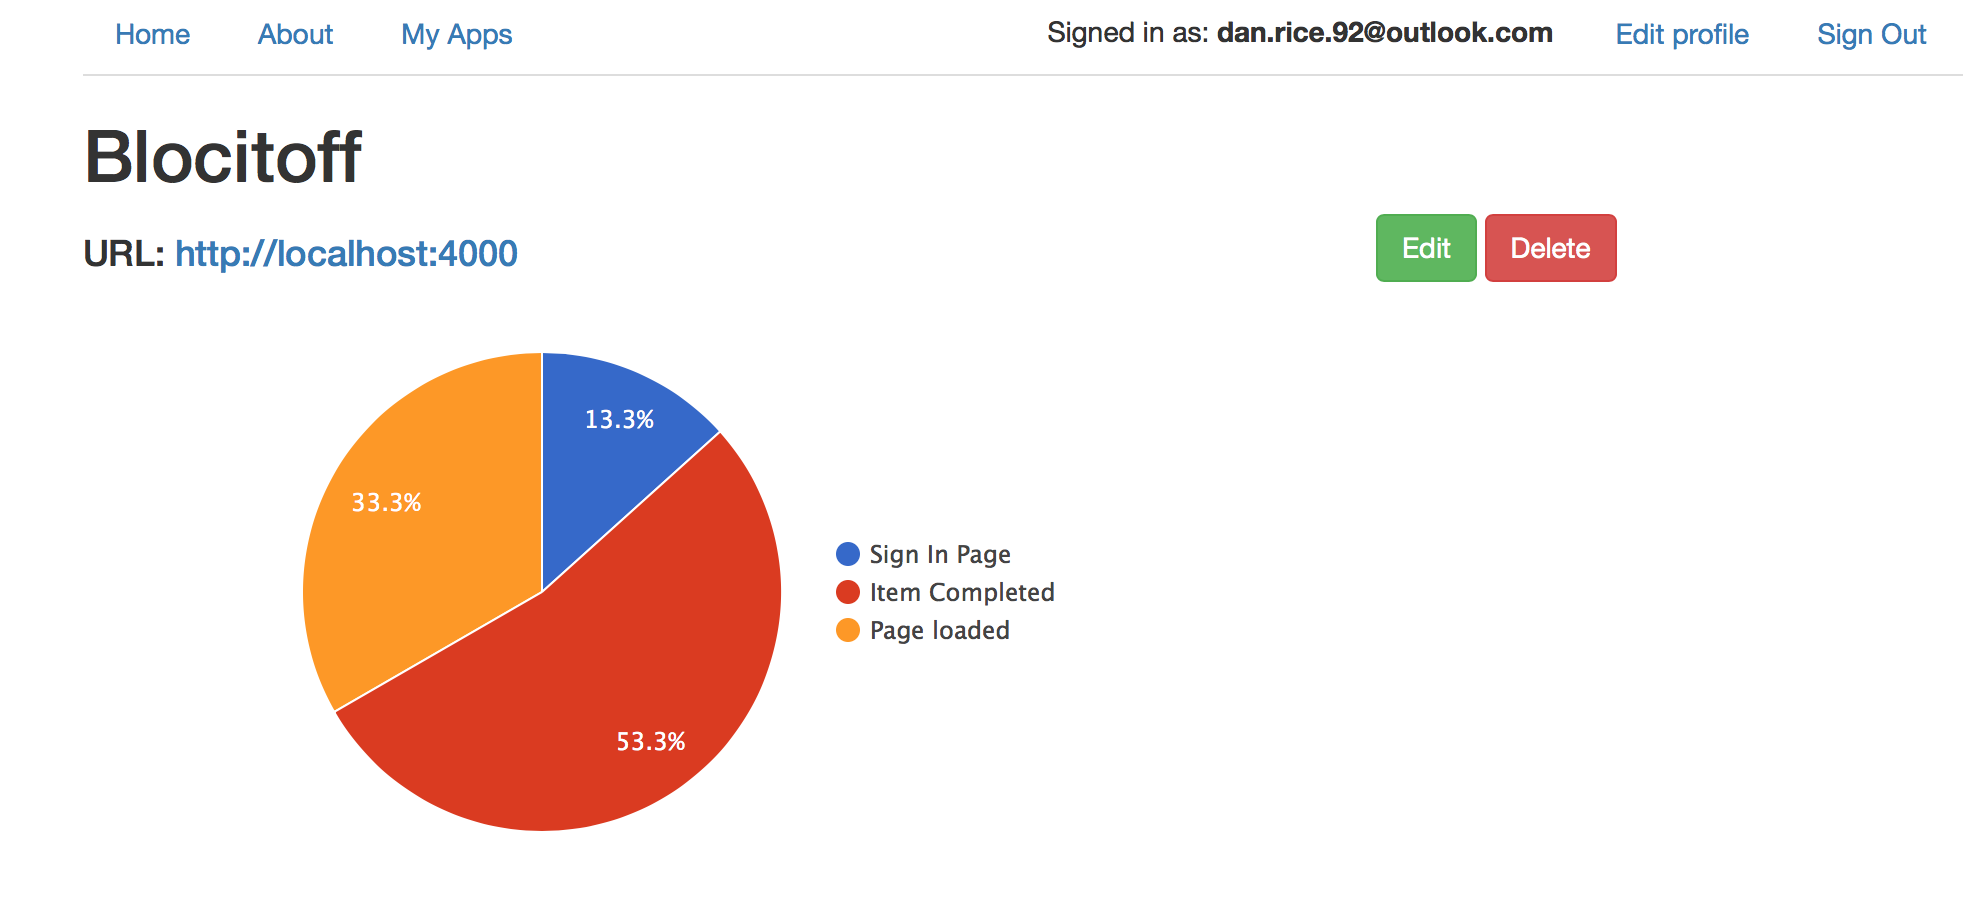 Home About My Apps Signed in as: dan.rice.92@outlook.com Edit profile Sign Out
Blocitoff
URL: http://localhost:4000
Edit Delete
13.3%
33.3%
53.3%
Sign In Page
Item Completed
Page loaded